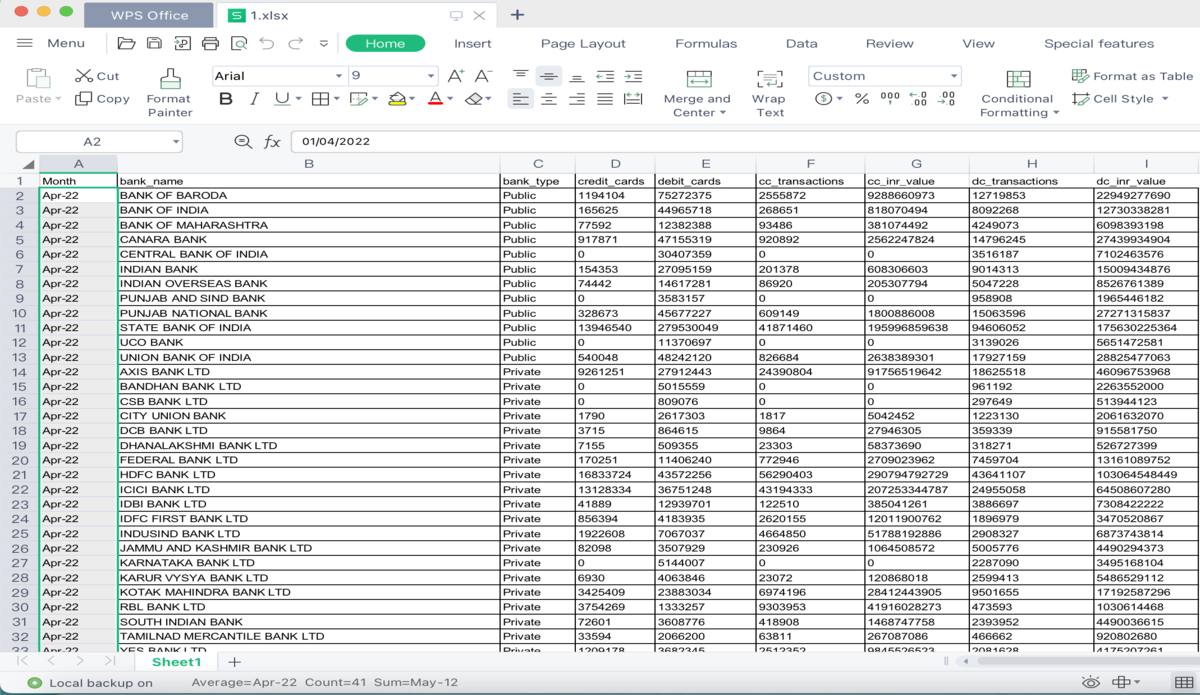 WPS Office 1.xlsx
Menu Home Insert Page Layout Formulas Data Review View Special features
Cut Arial 9 Custom Format as Table
Paste Copy Format Painter Merge and Center Wrap Text Conditional Formatting Cell Style
A2 fx 01/04/2022
A B C D E F G H I
1 Month bank_name bank_type credit_cards debit_cards cc_transactions cc_inr_value dc_transactions dc_inr_value
2 Apr-22 BANK OF BARODA Public 1194104 75272375 2555872 9288660973 12719853 22949277690
3 Apr-22 BANK OF INDIA Public 165625 44965718 268651 818070494 8092268 12730338281
4 Apr-22 BANK OF MAHARASHTRA Public 77592 12382388 93486 381074492 4249073 6098393198
5 Apr-22 CANARA BANK Public 917871 47155319 920892 2562247824 14796245 27439934904
6 Apr-22 CENTRAL BANK OF INDIA Public 0 30407359 0 0 3516187 7102463576
7 Apr-22 INDIAN BANK Public 154353 27095159 201378 608306603 9014313 15009434876
8 Apr-22 INDIAN OVERSEAS BANK Public 74442 14617281 86920 205307794 5047228 8526761389
9 Apr-22 PUNJAB AND SIND BANK Public 0 3583157 0 0 958908 1965446182
10 Apr-22 PUNJAB NATIONAL BANK Public 328673 45677227 609149 1800886008 15063596 27271315837
11 Apr-22 STATE BANK OF INDIA Public 13946540 279530049 41871460 195996859638 94606052 175630225364
12 Apr-22 UCO BANK Public 0 11370697 0 0 3139026 5651472581
13 Apr-22 UNION BANK OF INDIA Public 540048 48242120 826684 2638389301 17927159 28825477063
14 Apr-22 AXIS BANK LTD Private 9261251 27912443 24390804 91756519642 18625518 46096753968
15 Apr-22 BANDHAN BANK LTD Private 0 5015559 0 0 961192 2263552000
16 Apr-22 CSB BANK LTD Private 0 809076 0 0 297649 513944123
17 Apr-22 CITY UNION BANK Private 1790 2617303 1817 5042452 1223130 2061632070
18 Apr-22 DCB BANK LTD Private 3715 864615 9864 27946305 359339 915581750
19 Apr-22 DHANALAKSHMI BANK LTD Private 7155 509355 23303 58373690 318271 526727399
20 Apr-22 FEDERAL BANK LTD Private 170251 11406240 772946 2709023962 7459704 13161089752
21 Apr-22 HDFC BANK LTD Private 16833724 43572256 56290403 290794792729 43641107 103064548449
22 Apr-22 ICICI BANK LTD Private 13128334 36751248 43194333 207253344787 24955058 64508607280
23 Apr-22 IDBI BANK LTD Private 41889 12939701 122510 385041261 3886697 7308422222
24 Apr-22 IDFC FIRST BANK LTD Private 856394 4183935 2620155 12011900762 1896979 3470520867
25 Apr-22 INDUSIND BANK LTD Private 1922608 7067037 4664850 51788192886 2908327 6873743814
26 Apr-22 JAMMU AND KASHMIR BANK LTD Private 82098 3507929 230926 1064508572 5005776 4490294373
27 Apr-22 KARNATAKA BANK LTD Private 0 5144007 0 0 2287090 3495168104
28 Apr-22 KARUR VYSYA BANK LTD Private 6930 4063846 23072 120868018 2599413 5486529112
29 Apr-22 KOTAK MAHINDRA BANK LTD Private 3425409 23883034 6974196 28412443905 9501655 17192587296
30 Apr-22 RBL BANK LTD Private 3754269 1333257 9303953 41916028273 473593 1030614468
31 Apr-22 SOUTH INDIAN BANK Private 72601 3608776 418908 1468747758 2393952 4490036615
32 Apr-22 TAMILNAD MERCANTILE BANK LTD Private 33594 2066200 63811 267087086 466662 920802680
33 Apr-22 YES BANK LTD Private 1209178 3682345 2512352 9845526523 2081628 4175207261
Sheet1
Local backup on Average=Apr-22 Count=41 Sum=May-12